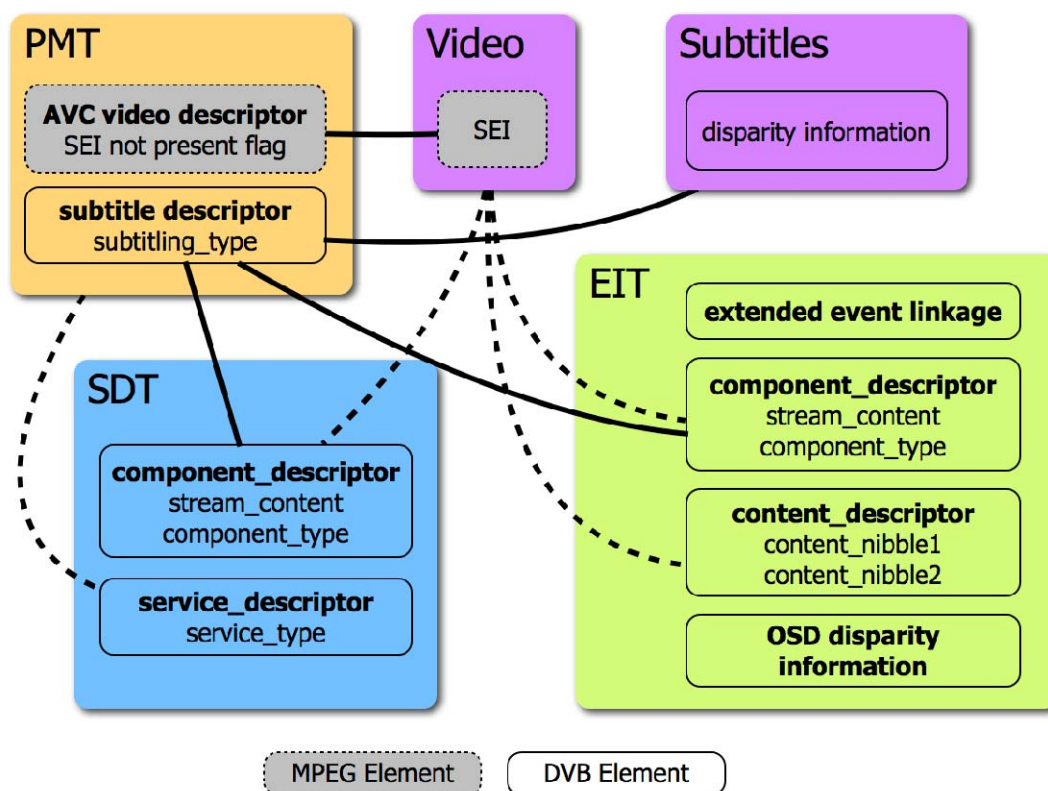 PMT
AVC video descriptor
SEI not present flag
subtitle descriptor
subtitling_type
Video
SEI
Subtitles
disparity information
SDT
component_descriptor
stream_content
component_type
service_descriptor
service_type
EIT
extended event linkage
component_descriptor
stream_content
component_type
content_descriptor
content_nibble1
content_nibble2
OSD disparity
information
MPEG Element
DVB Element